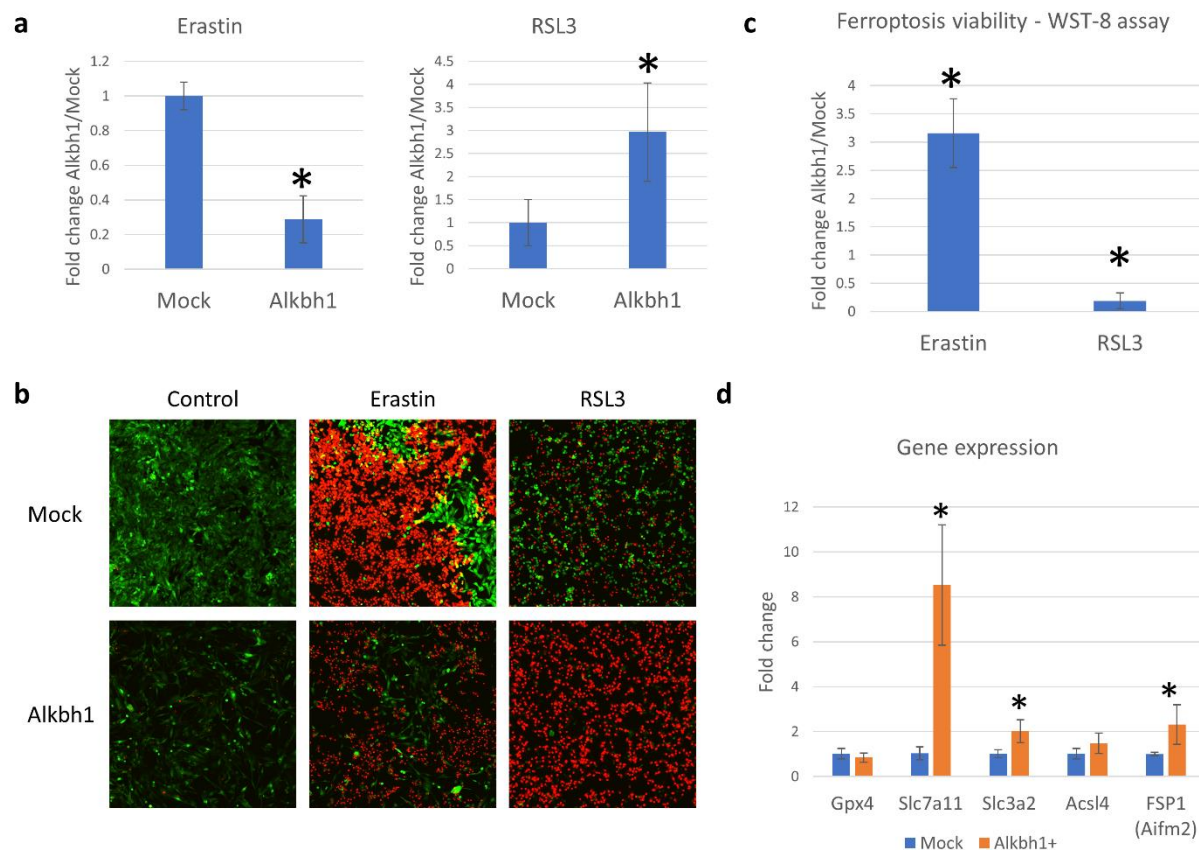 a
Erastin
Fold change Alkbh1/Mock
1.2
1
0.8
0.6
0.4
0.2
0
*
Mock
Alkbh1
RSL3
Fold change Alkbh1/Mock
4.5
4
3.5
3
2.5
2
1.5
1
0.5
0
*
Mock
Alkbh1
c
Ferroptosis viability - WST-8 assay
Fold change Alkbh1/Mock
4
3.5
3
2.5
2
1.5
1
0.5
0
*
*
Erastin
RSL3
b
Control
Erastin
RSL3
Mock
Alkbh1
d
Gene expression
Fold change
12
10
8
6
4
2
0
*
*
*
Gpx4
Slc7a11
Slc3a2
Acsl4
FSP1
(Aifm2)
Mock
Alkbh1+